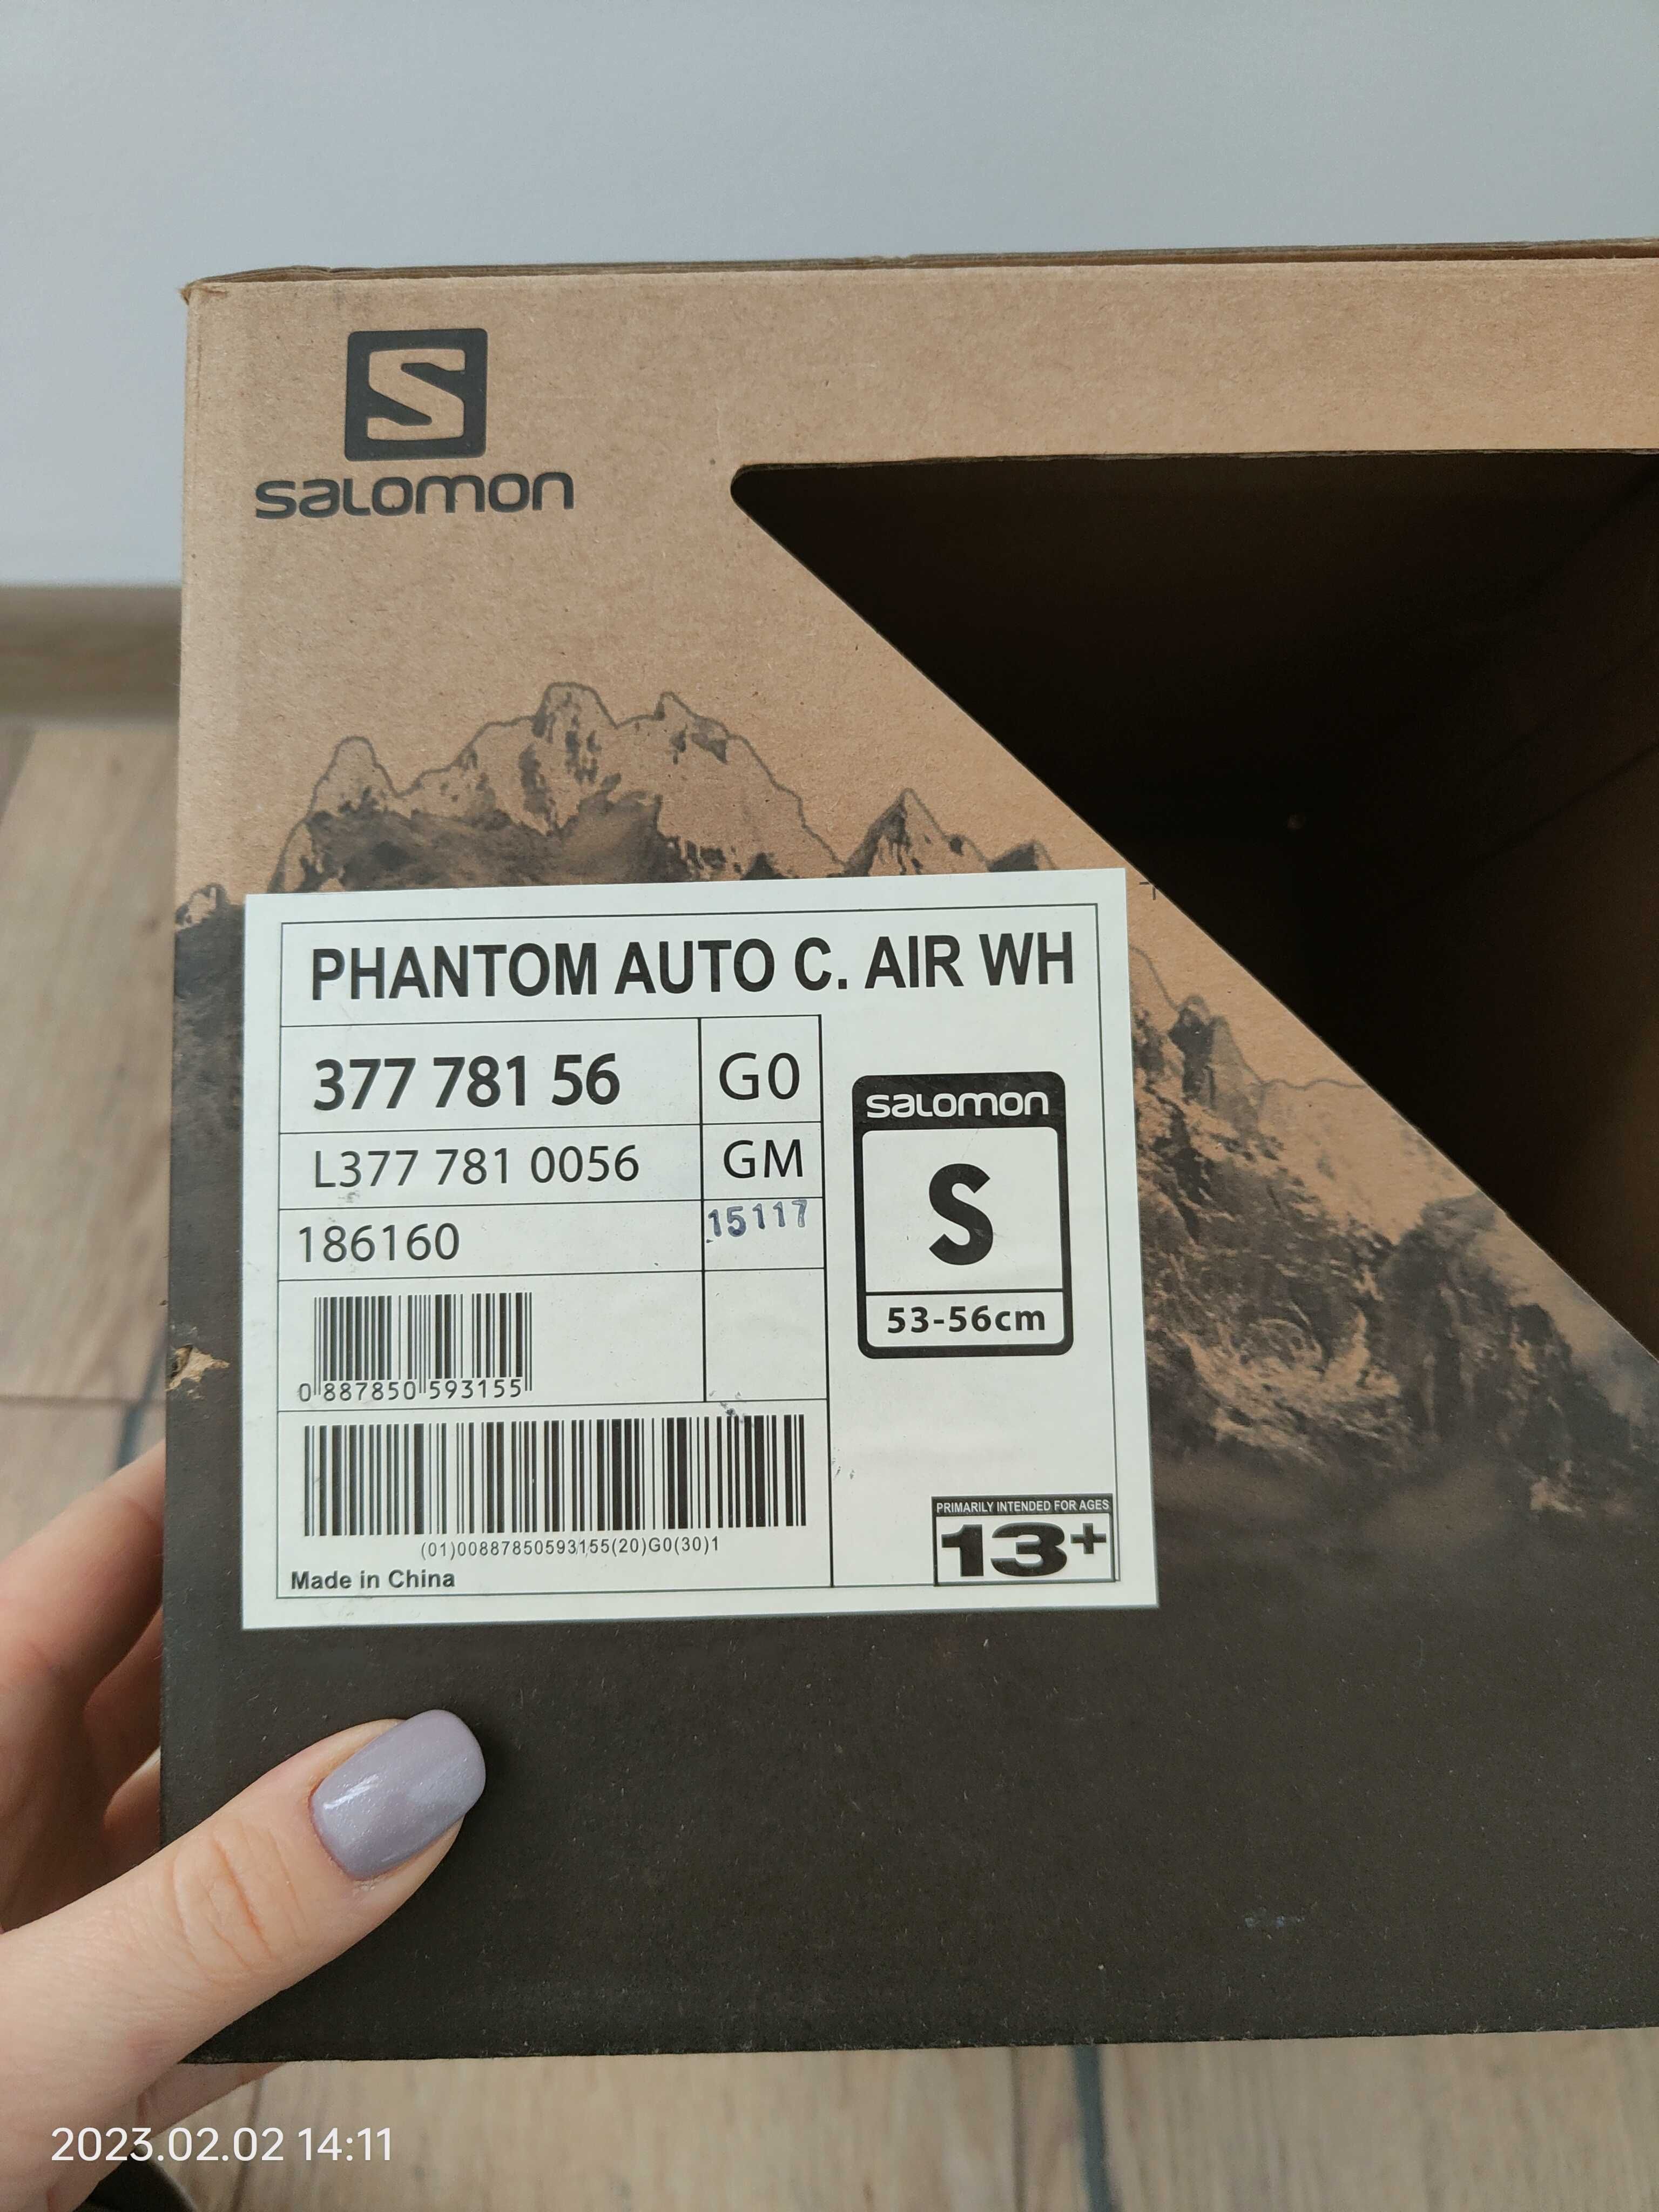 S
salomon
PHANTOM AUTO C. AIR WH
377 781 56
G0
L377 781 0056
GM
186160
15117
0 887850 593155
(01)00887850593155(20)G0(30)1
Made in China
salomon
S
53-56cm
PRIMARILY INTENDED FOR AGES
13+
2023.02.02 14:11